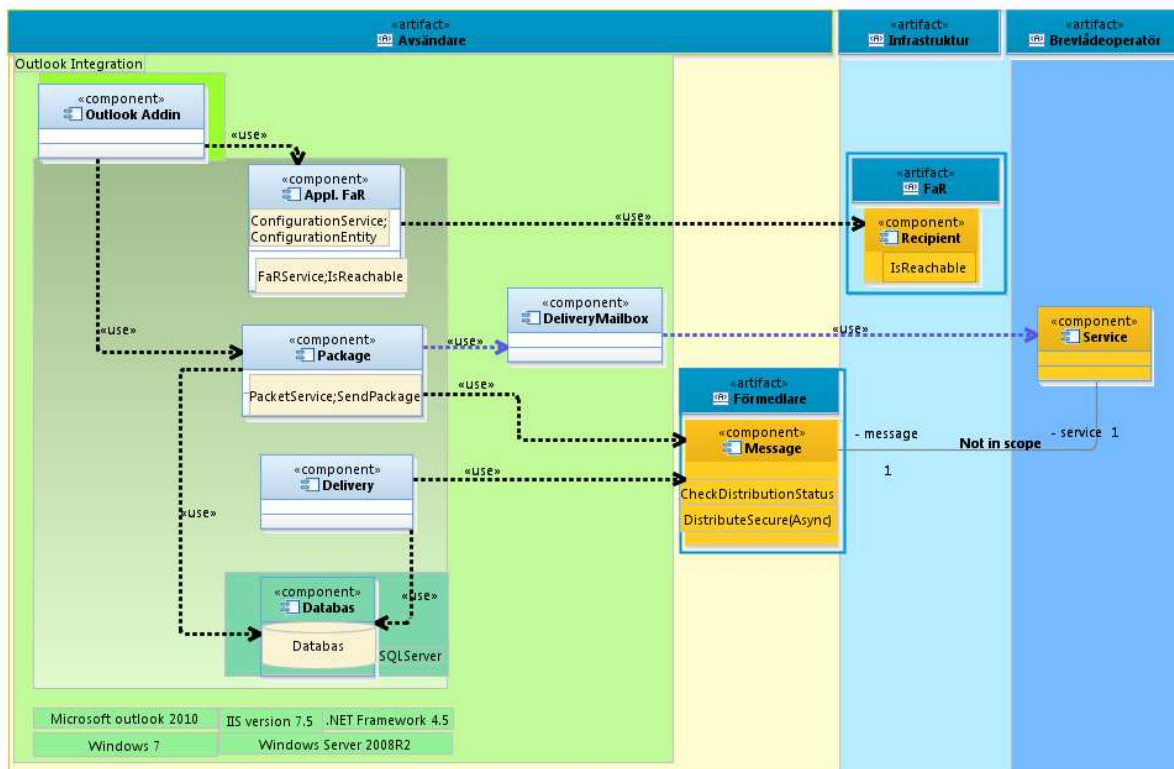 «artifact»
Avsändare
«artifact»
Infrastruktur
«artifact»
Brevlådeoperatör
Outlook Integration
«component»
Outlook Addin
«use»
«component»
Appl. FaR
ConfigurationService;
ConfigurationEntity
FaRService;IsReachable
«use»
«artifact»
FaR
«component»
Recipient
IsReachable
«use»
«component»
Package
PacketService;SendPackage
«use»
«component»
DeliveryMailbox
«use»
«component»
Service
«use»
«artifact»
Förmedlare
«component»
Message
CheckDistributionStatus
DistributeSecure(Async)
- message
1
Not in scope
- service 1
«component»
Delivery
«use»
«use»
«use»
«component»
Databas
Databas
SQLServer
Microsoft outlook 2010
IIS version 7.5
.NET Framework 4.5
Windows 7
Windows Server 2008R2